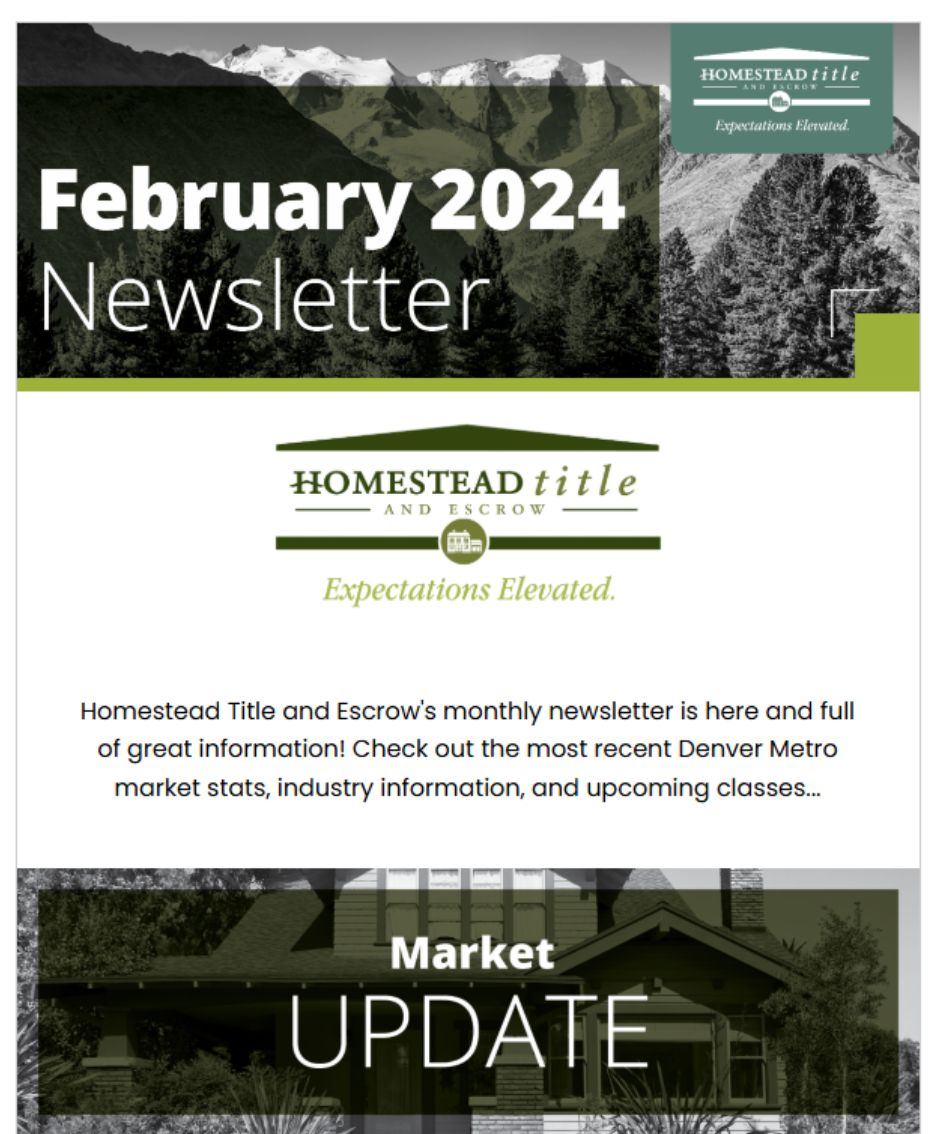 HOMESTEAD title
AND ESCROW
Expectations Elevated.
February 2024
Newsletter
HOMESTEAD title
AND ESCROW
Expectations Elevated.
Homestead Title and Escrow's monthly newsletter is here and full
of great information! Check out the most recent Denver Metro
market stats, industry information, and upcoming classes...
Market
UPDATE